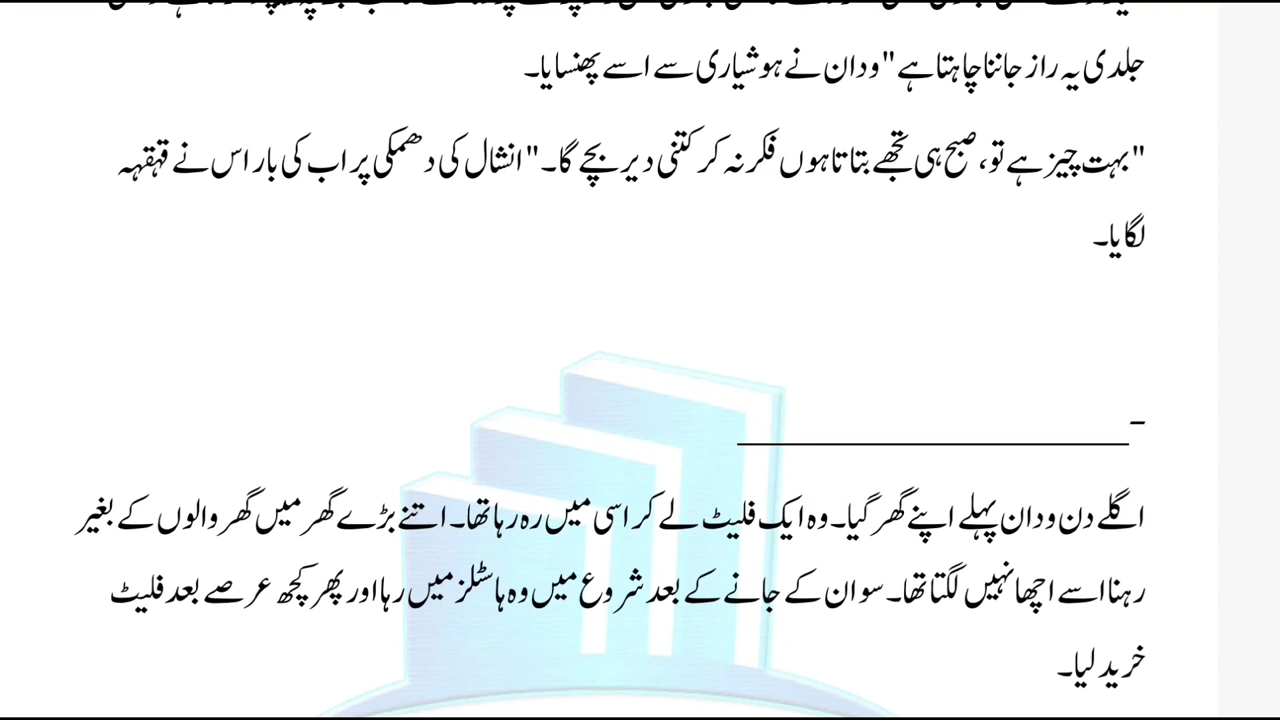 جلدی یہ راز جاننا چاہتا ہے" ودان نے ہوشیاری سے اسے پھنسایا۔
"بہت چیز ہے تو، صبح ہی تجھے بتاتا ہوں فکر نہ کر کتنی دیر بچے گا۔" انشال کی دھمکی پر اب کی بار اس نے قہقہہ
لگایا۔
۔
اگلے دن ودان پہلے اپنے گھر گیا۔ وہ ایک فلیٹ لے کر اسی میں رہ رہا تھا۔ اتنے بڑے گھر میں گھر والوں کے بغیر
رہنا اسے اچھا نہیں لگتا تھا۔ سو ان کے جانے کے بعد شروع میں وہ ہاسٹلز میں رہا اور پھر کچھ عرصے بعد فلیٹ
خرید لیا۔